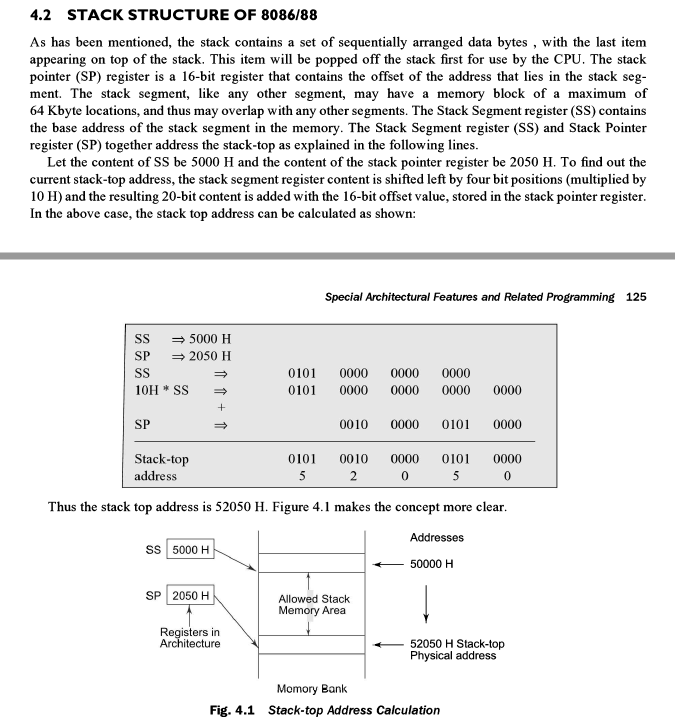 4.2 STACK STRUCTURE OF 8086/88
As has been mentioned, the stack contains a set of sequentially arranged data bytes , with the last item
appearing on top of the stack. This item will be popped off the stack first for use by the CPU. The stack
pointer (SP) register is a 16-bit register that contains the offset of the address that lies in the stack seg-
ment. The stack segment, like any other segment, may have a memory block of a maximum of
64 Kbyte locations, and thus may overlap with any other segments. The Stack Segment register (SS) contains
the base address of the stack segment in the memory. The Stack Segment register (SS) and Stack Pointer
register (SP) together address the stack-top as explained in the following lines.
Let the content of SS be 5000 H and the content of the stack pointer register be 2050 H. To find out the
current stack-top address, the stack segment register content is shifted left by four bit positions (multiplied by
10 H) and the resulting 20-bit content is added with the 16-bit offset value, stored in the stack pointer register.
In the above case, the stack top address can be calculated as shown:
Special Architectural Features and Related Programming 125
SS ⇒ 5000 H
SP ⇒ 2050 H
SS ⇒ 0101 0000 0000 0000
10H * SS ⇒ 0101 0000 0000 0000 0000
+
SP ⇒ 0010 0000 0101 0000
Stack-top 0101 0010 0000 0101 0000
address 5 2 0 5 0
Thus the stack top address is 52050 H. Figure 4.1 makes the concept more clear.
Addresses
SS 5000 H
50000 H
SP 2050 H
Allowed Stack
Memory Area
Registers in
Architecture
52050 H Stack-top
Physical address
Memory Bank
Fig. 4.1 Stack-top Address Calculation